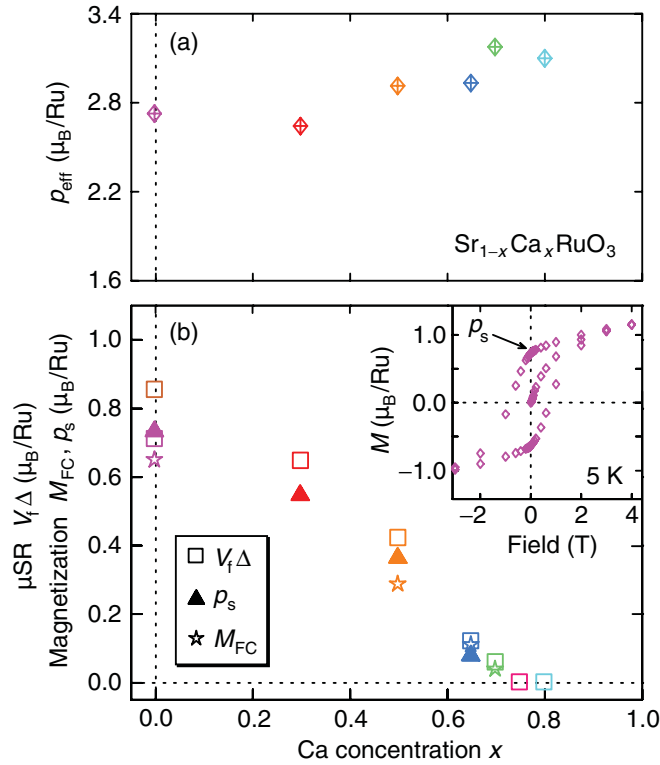 3.4
(a)
2.8
2.2
1.6
p_eff (μ_B/Ru)
Sr_{1−x}Ca_xRuO_3
1.0
(b)
0.8
0.6
0.4
0.2
0.0
μSR V_f Δ (μ_B/Ru)
Magnetization M_FC, p_s (μ_B/Ru)
V_f Δ
p_s
M_FC
p_s
1.0
0.0
−1.0
M (μ_B/Ru)
5 K
−2 0 2 4
Field (T)
0.0 0.2 0.4 0.6 0.8 1.0
Ca concentration x